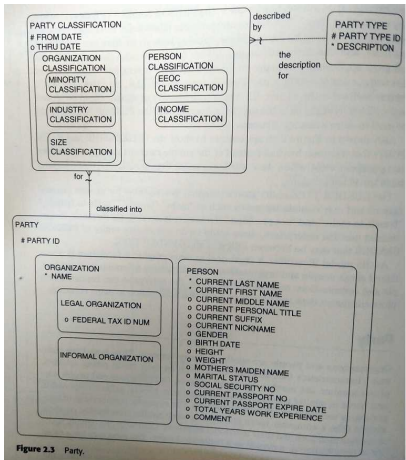 PARTY CLASSIFICATION
# FROM DATE
o THRU DATE
ORGANIZATION
CLASSIFICATION
MINORITY
CLASSIFICATION
INDUSTRY
CLASSIFICATION
SIZE
CLASSIFICATION
PERSON
CLASSIFICATION
EEOC
CLASSIFICATION
INCOME
CLASSIFICATION
described
by
the
description
for
PARTY TYPE
# PARTY TYPE ID
* DESCRIPTION
for
classified into
PARTY
# PARTY ID
ORGANIZATION
* NAME
LEGAL ORGANIZATION
o FEDERAL TAX ID NUM
INFORMAL ORGANIZATION
PERSON
* CURRENT LAST NAME
* CURRENT FIRST NAME
o CURRENT MIDDLE NAME
o CURRENT PERSONAL TITLE
o CURRENT SUFFIX
o CURRENT NICKNAME
o GENDER
o BIRTH DATE
o HEIGHT
o WEIGHT
o MOTHER'S MAIDEN NAME
o MARITAL STATUS
o SOCIAL SECURITY NO
o CURRENT PASSPORT NO
o CURRENT PASSPORT EXPIRE DATE
o TOTAL YEARS WORK EXPERIENCE
o COMMENT
Figure 2.3 Party.